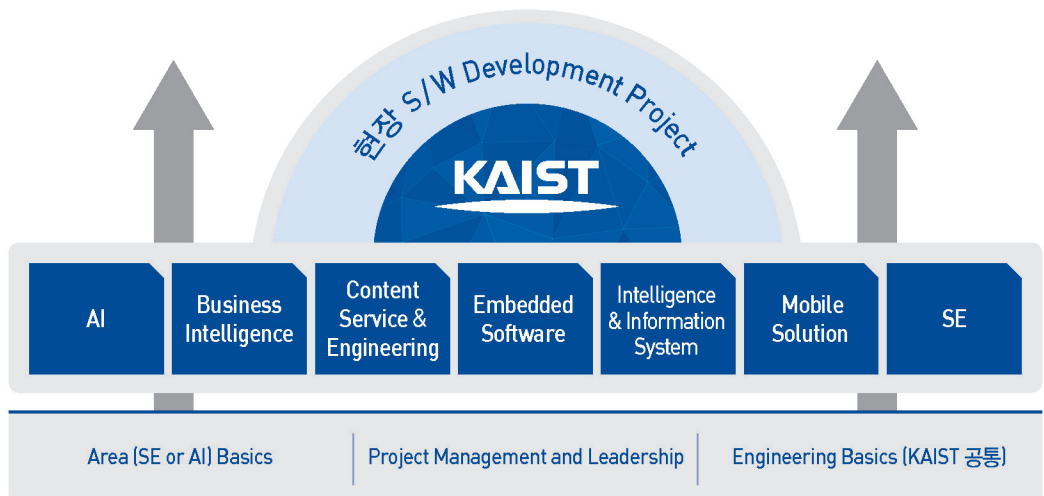 현장 S/W Development Project
KAIST
AI
Business
Intelligence
Content
Service &
Engineering
Embedded
Software
Intelligence
& Information
System
Mobile
Solution
SE
Area (SE or AI) Basics
Project Management and Leadership
Engineering Basics (KAIST 공통)